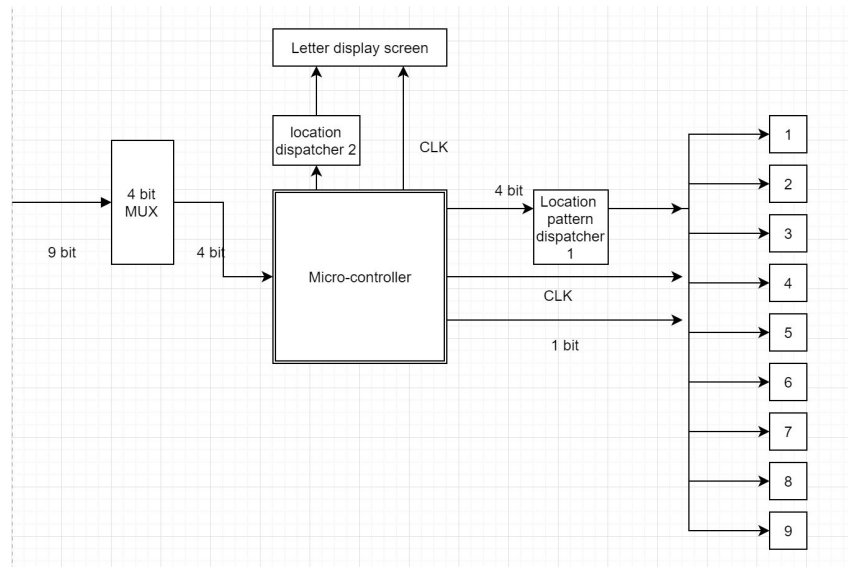 Letter display screen
location
dispatcher 2
CLK
4 bit
MUX
9 bit
4 bit
Micro-controller
4 bit
Location
pattern
dispatcher
1
CLK
1 bit
1
2
3
4
5
6
7
8
9